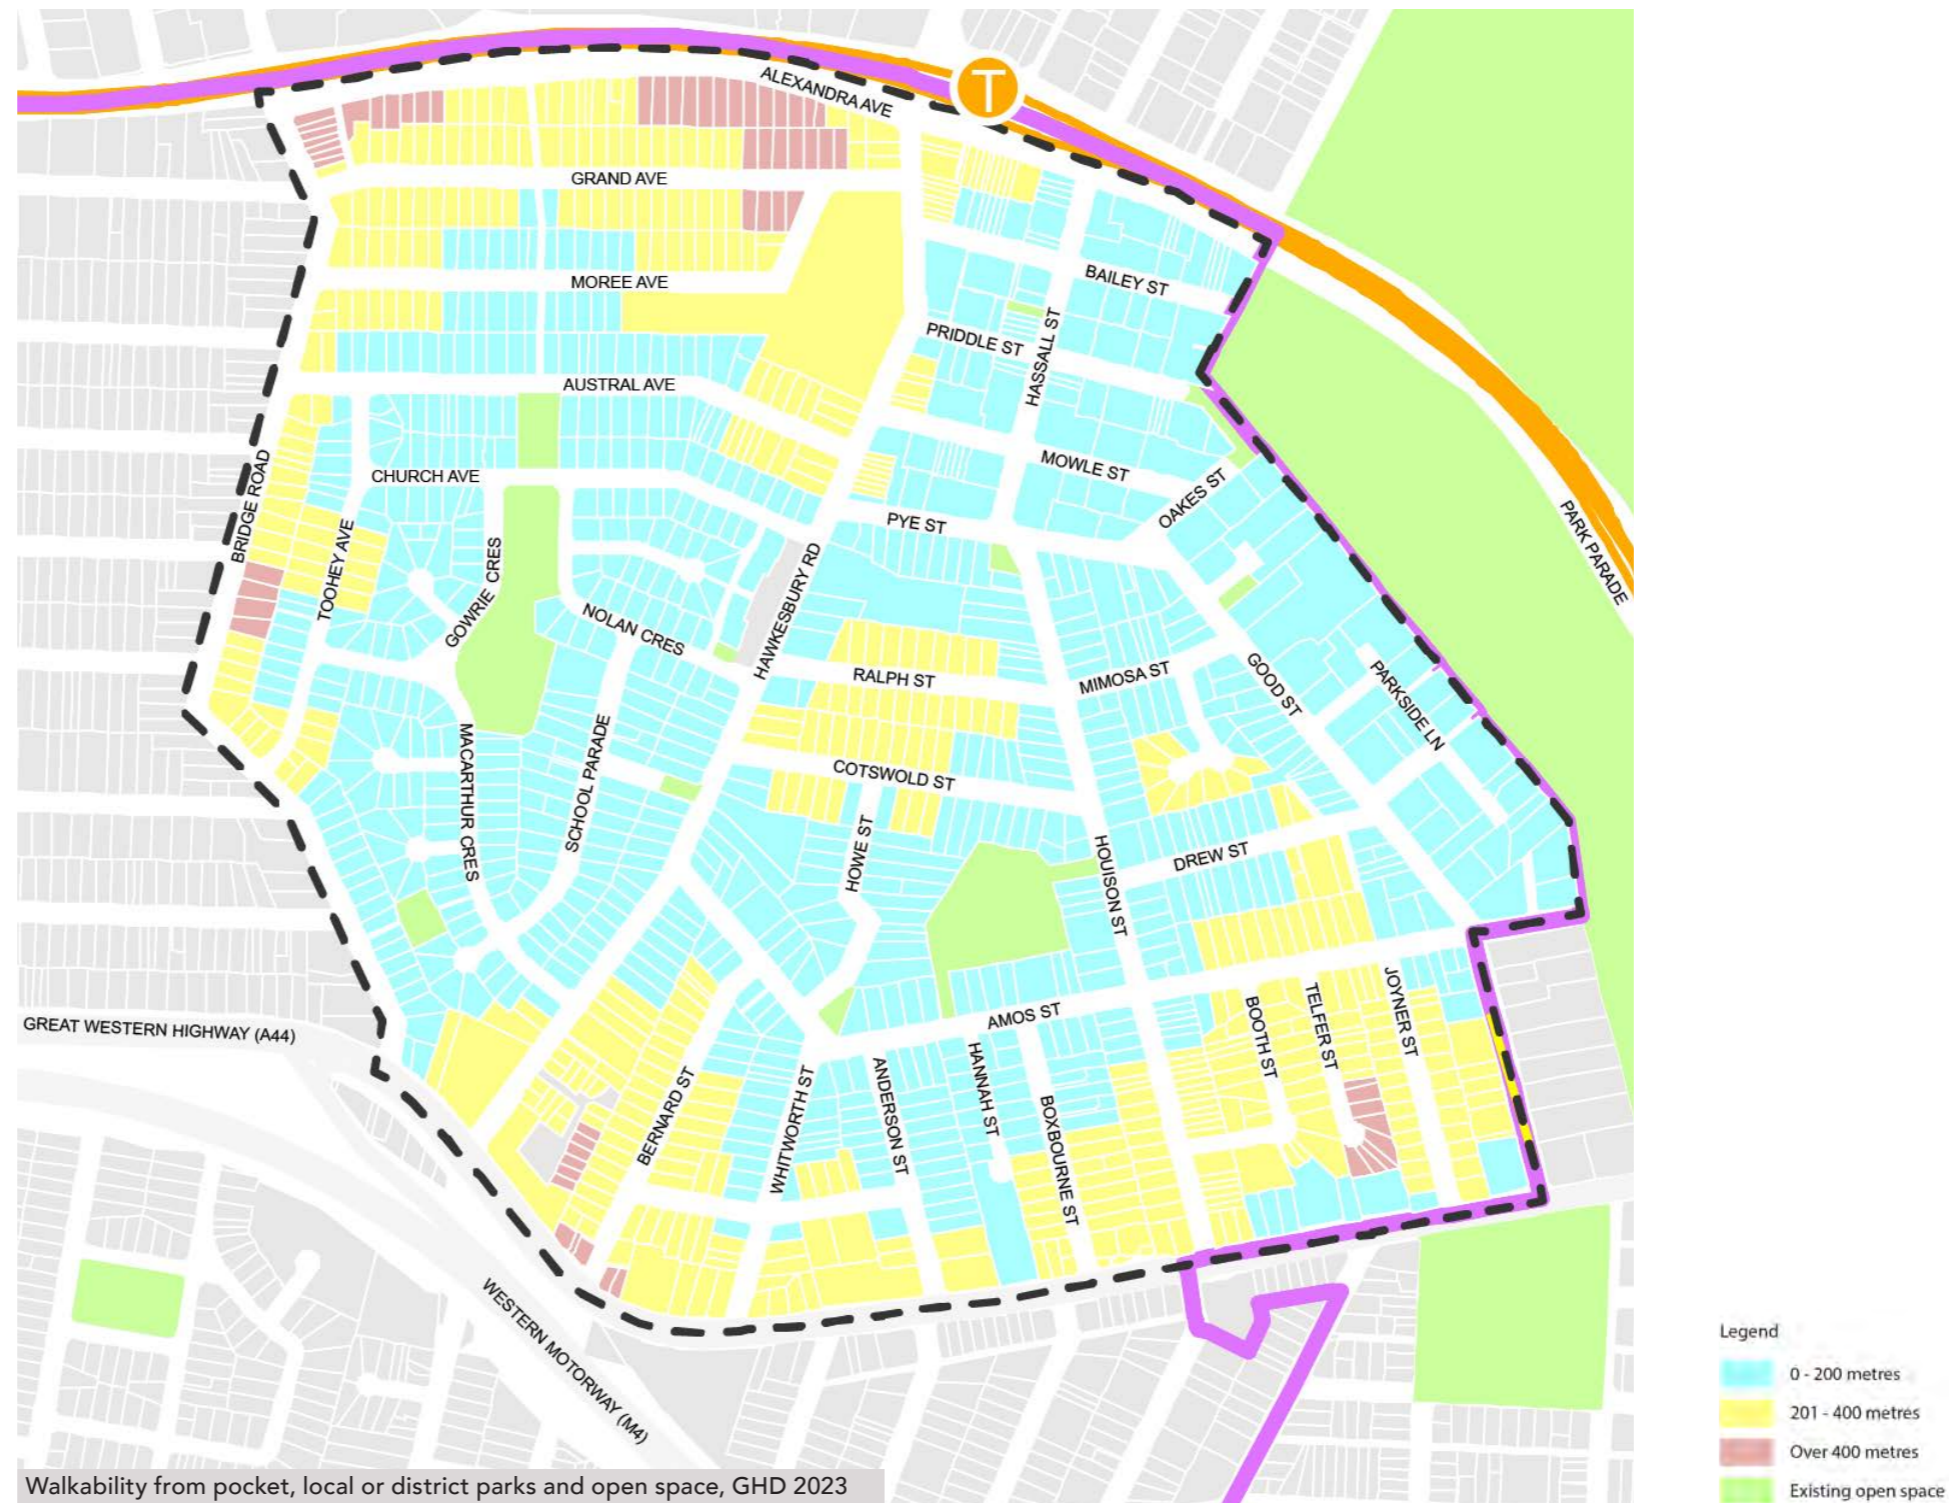 ALEXANDRA AVE
T
GRAND AVE
MOREE AVE
BAILEY ST
PRIDDLE ST
HASSALL ST
AUSTRAL AVE
CHURCH AVE
MOWLE ST
BRIDGE ROAD
OAKES ST
PYE ST
PARK PARADE
TOOHEY AVE
GOWRIE CRES
HAWKESBURY RD
NOLAN CRES
RALPH ST
MIMOSA ST
GOOD ST
PARKSIDE LN
MACARTHUR CRES
SCHOOL PARADE
COTSWOLD ST
HOWE ST
HOUISON ST
DREW ST
GREAT WESTERN HIGHWAY (A44)
AMOS ST
BOOTH ST
TELFER ST
JOYNER ST
BERNARD ST
WHITWORTH ST
ANDERSON ST
HANNAH ST
BOXBOURNE ST
WESTERN MOTORWAY (M4)
Legend
0 - 200 metres
201 - 400 metres
Over 400 metres
Existing open space
Walkability from pocket, local or district parks and open space, GHD 2023